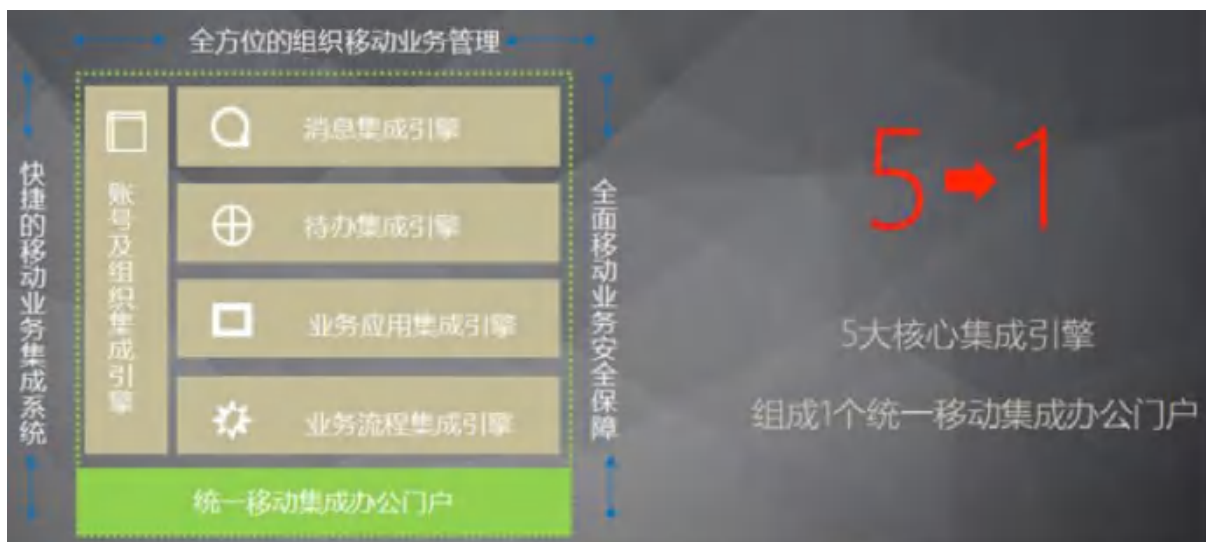 全方位的组织移动业务管理
快捷的移动业务集成系统
账号及组织集成引擎
消息集成引擎
待办集成引擎
业务应用集成引擎
业务流程集成引擎
全面移动业务安全保障
统一移动集成办公门户
5➡1
5大核心集成引擎
组成1个统一移动集成办公门户